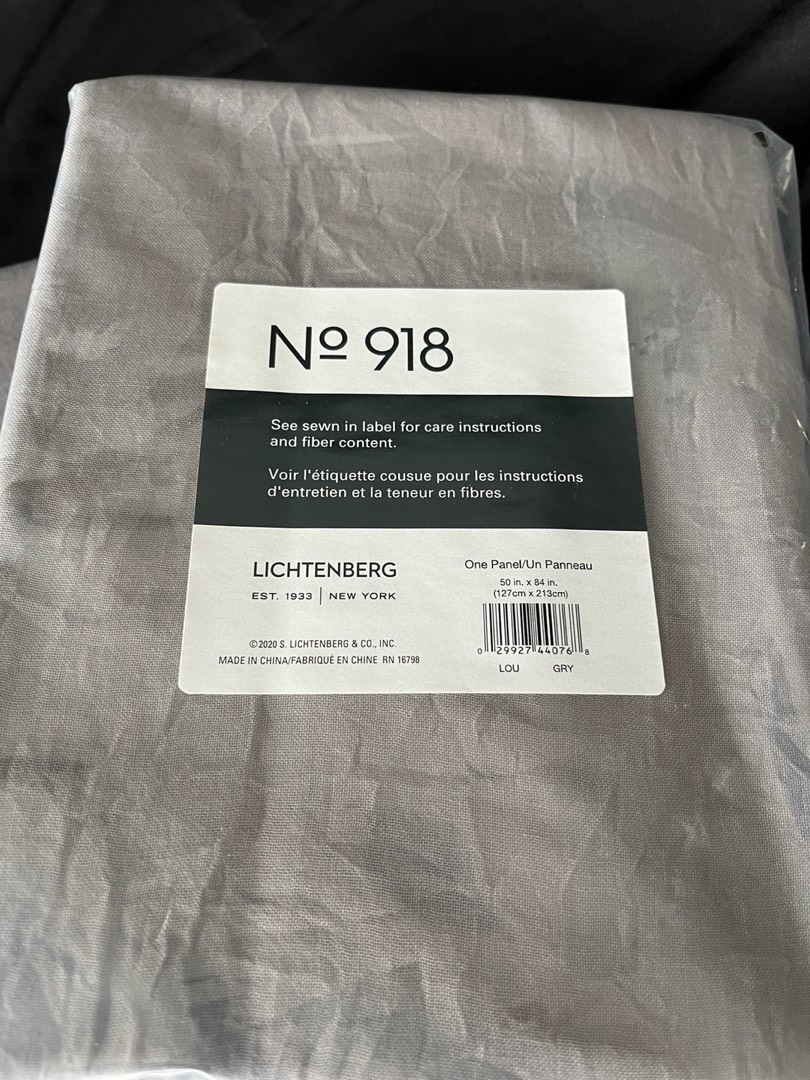 Nº 918
See sewn in label for care instructions
and fiber content.
Voir l'étiquette cousue pour les instructions
d'entretien et la teneur en fibres.
LICHTENBERG
EST. 1933 | NEW YORK
©2020 S. LICHTENBERG & CO., INC.
MADE IN CHINA/FABRIQUÉ EN CHINE RN 16798
One Panel/Un Panneau
50 in. x 84 in.
(127cm x 213cm)
0 29927 44076 8
LOU GRY